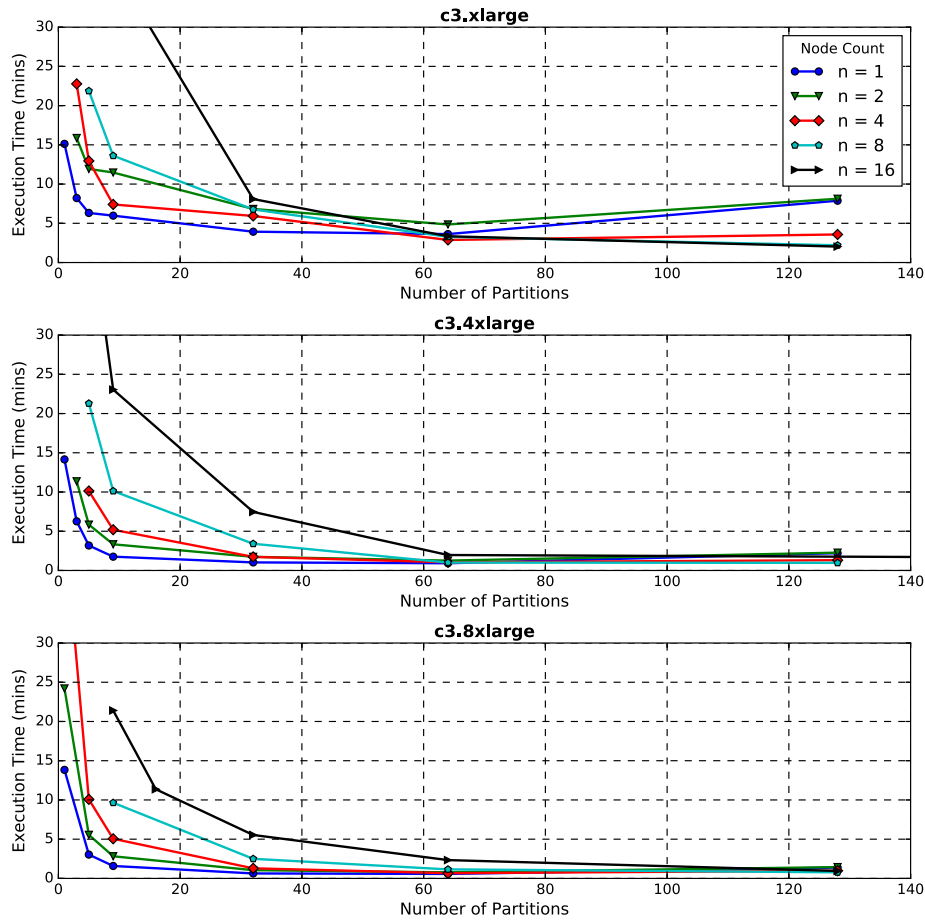 c3.xlarge
Execution Time (mins)
30
25
20
15
10
5
0
Node Count
n = 1
n = 2
n = 4
n = 8
n = 16
0 20 40 60 80 100 120 140
Number of Partitions
c3.4xlarge
Execution Time (mins)
30
25
20
15
10
5
0
0 20 40 60 80 100 120 140
Number of Partitions
c3.8xlarge
Execution Time (mins)
30
25
20
15
10
5
0
0 20 40 60 80 100 120 140
Number of Partitions